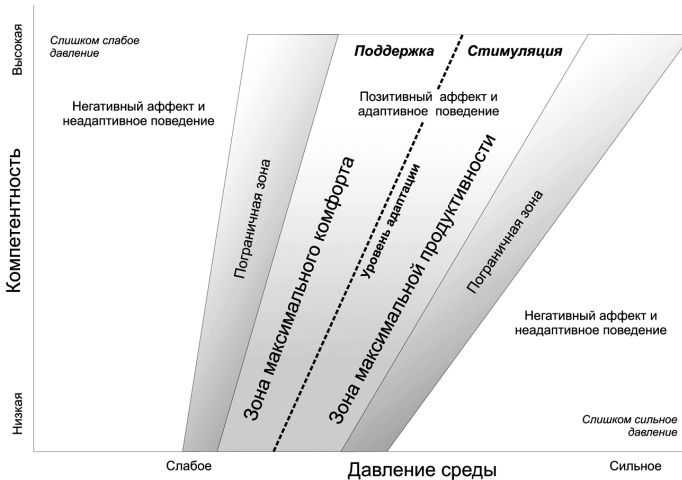 Высокая
Слишком слабое
давление
Поддержка
Стимуляция
Позитивный аффект и
адаптивное поведение
Негативный аффект и
неадаптивное поведение
Компетентность
Пограничная зона
Зона максимального комфорта
Уровень адаптации
Зона максимальной продуктивности
Пограничная зона
Негативный аффект и
неадаптивное поведение
Слишком сильное
давление
Низкая
Слабое
Давление среды
Сильное